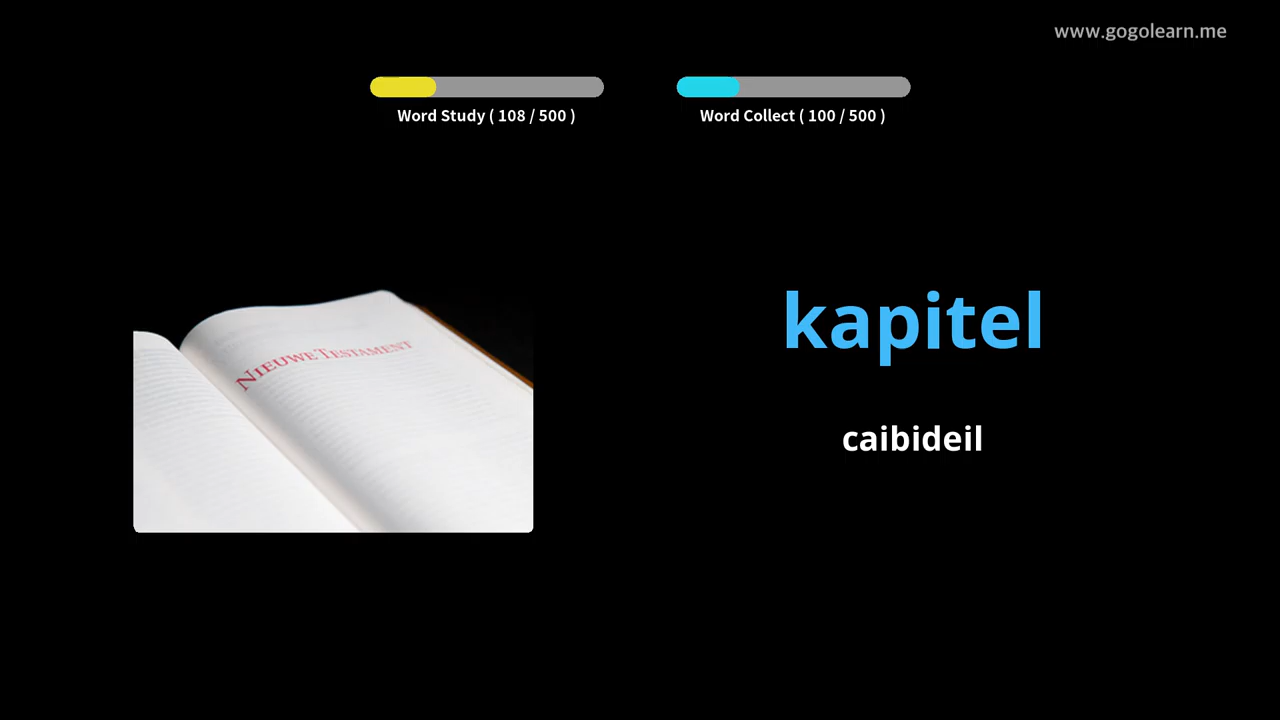 www.gogolearn.me
Word Study ( 108 / 500 )
Word Collect ( 100 / 500 )
NIEUWE TESTAMENT
kapitel
caibideil